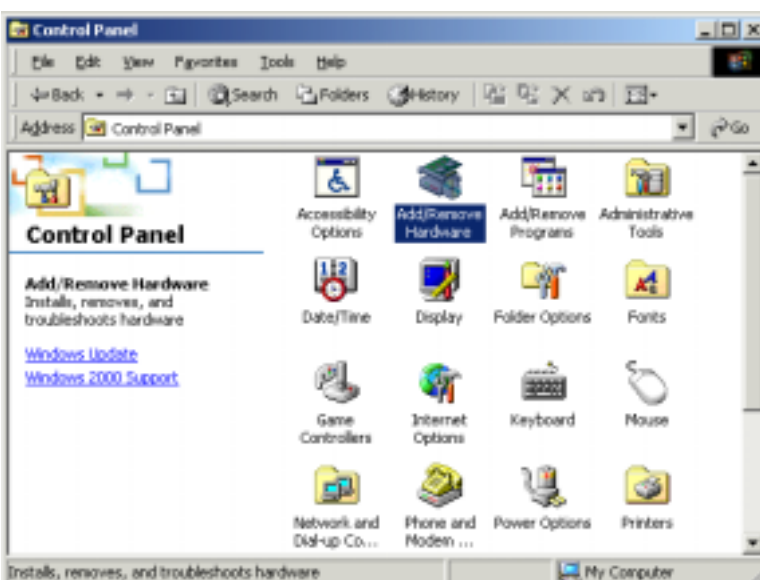 Control Panel
File Edit View Favorites Tools Help
Back Search Folders History
Address Control Panel Go
Control Panel
Add/Remove Hardware
Installs, removes, and
troubleshoots hardware
Windows Update
Windows 2000 Support
Accessibility
Options
Add/Remove
Hardware
Add/Remove
Programs
Administrative
Tools
Date/Time
Display
Folder Options
Fonts
Game
Controllers
Internet
Options
Keyboard
Mouse
Network and
Dial-up Co...
Phone and
Modem ...
Power Options
Printers
Installs, removes, and troubleshoots hardware
My Computer